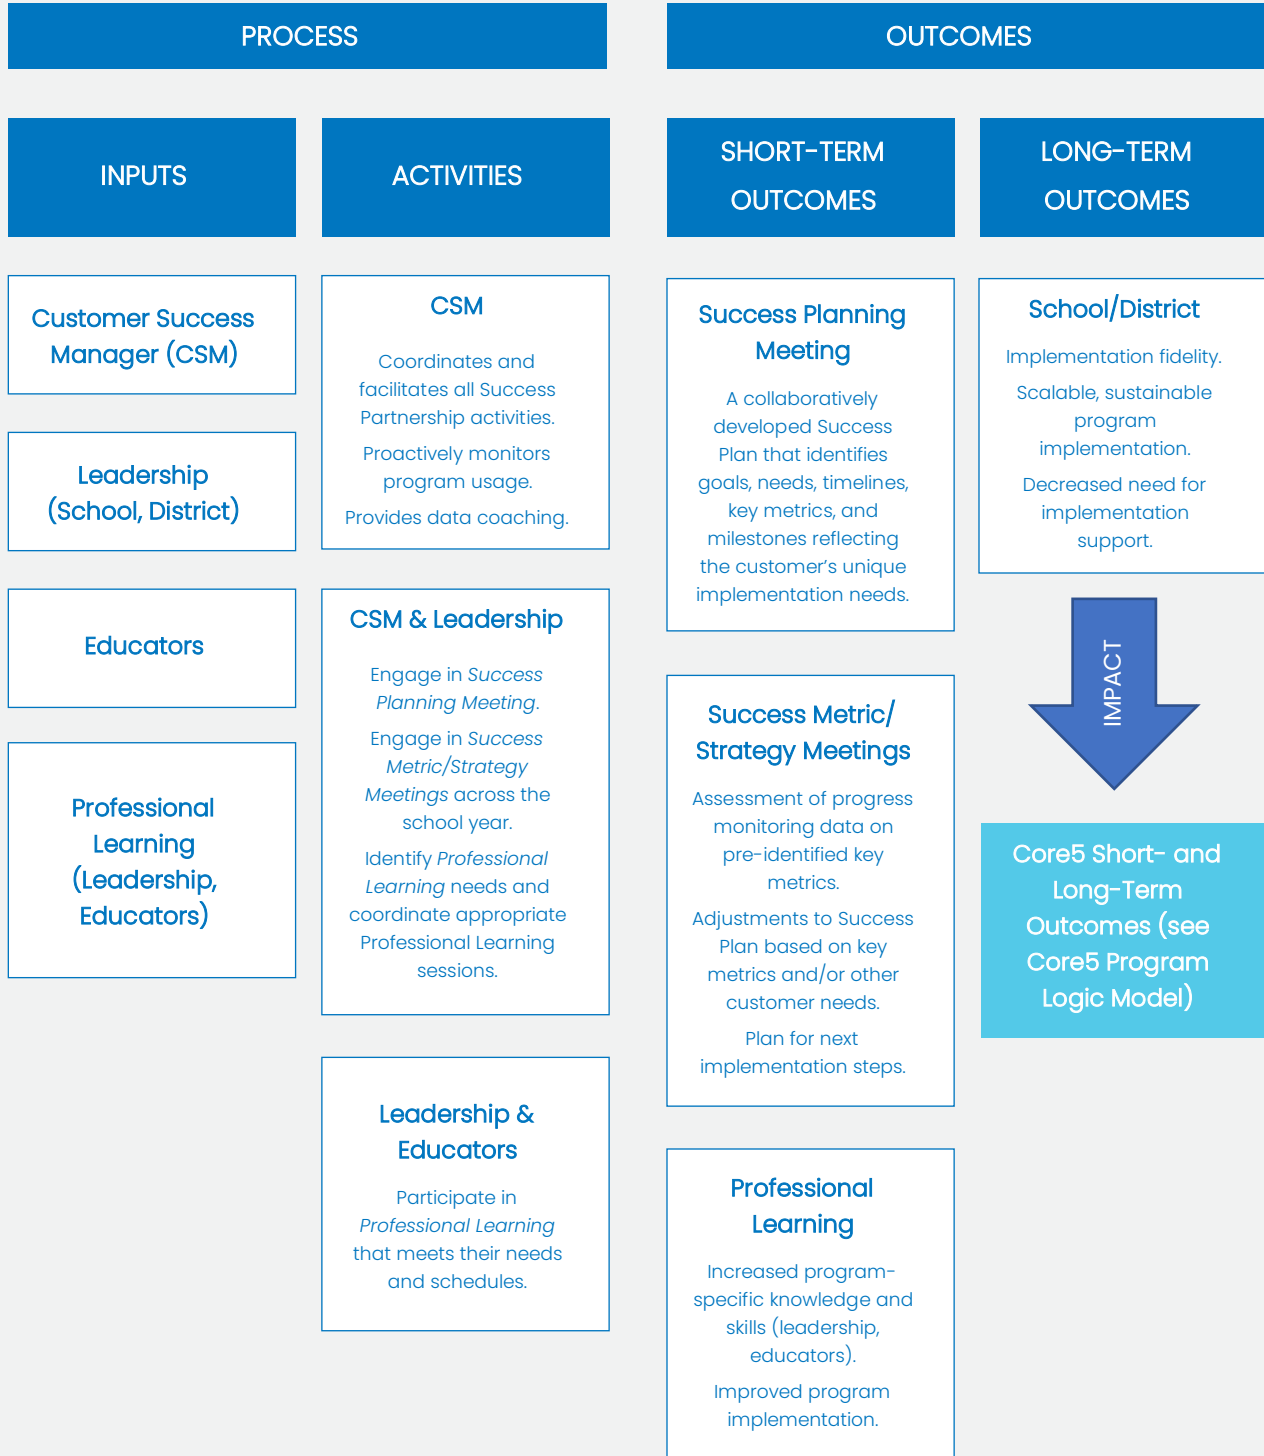 PROCESS
OUTCOMES
INPUTS
ACTIVITIES
SHORT-TERM
OUTCOMES
LONG-TERM
OUTCOMES
Customer Success
Manager (CSM)
Leadership
(School, District)
Educators
Professional
Learning
(Leadership,
Educators)
CSM
Coordinates and
facilitates all Success
Partnership activities.
Proactively monitors
program usage.
Provides data coaching.
CSM & Leadership
Engage in Success
Planning Meeting.
Engage in Success
Metric/Strategy
Meetings across the
school year.
Identify Professional
Learning needs and
coordinate appropriate
Professional Learning
sessions.
Leadership &
Educators
Participate in
Professional Learning
that meets their needs
and schedules.
Success Planning
Meeting
A collaboratively
developed Success
Plan that identifies
goals, needs, timelines,
key metrics, and
milestones reflecting
the customer’s unique
implementation needs.
Success Metric/
Strategy Meetings
Assessment of progress
monitoring data on
pre-identified key
metrics.
Adjustments to Success
Plan based on key
metrics and/or other
customer needs.
Plan for next
implementation steps.
Professional
Learning
Increased program-
specific knowledge and
skills (leadership,
educators).
Improved program
implementation.
School/District
Implementation fidelity.
Scalable, sustainable
program
implementation.
Decreased need for
implementation
support.
IMPACT
Core5 Short- and
Long-Term
Outcomes (see
Core5 Program
Logic Model)